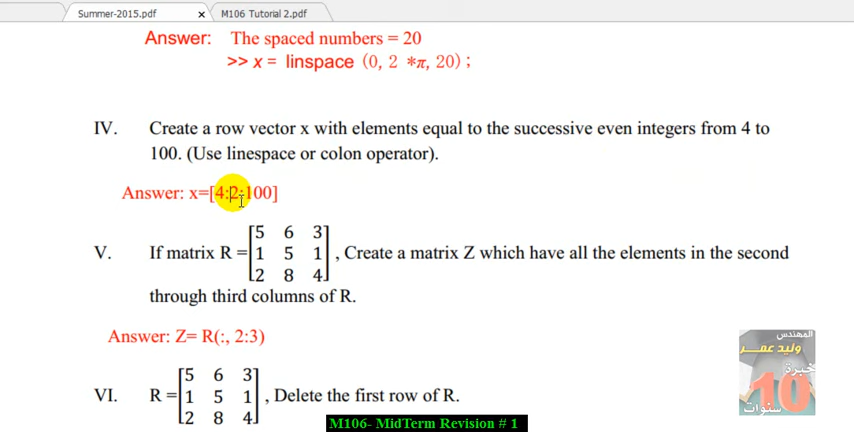 Summer-2015.pdf × M106 Tutorial 2.pdf
Answer: The spaced numbers = 20
>> x = linspace (0, 2 *π, 20) ;
IV. Create a row vector x with elements equal to the successive even integers from 4 to
100. (Use linespace or colon operator).
Answer: x=[4:2:100]
V. If matrix R = [5 6 3
1 5 1
2 8 4] , Create a matrix Z which have all the elements in the second
through third columns of R.
Answer: Z= R(:, 2:3)
VI. R = [5 6 3
1 5 1
2 8 4] , Delete the first row of R.
المهندس
وليد عمر
خبرة
10
سنوات
M106- MidTerm Revision # 1